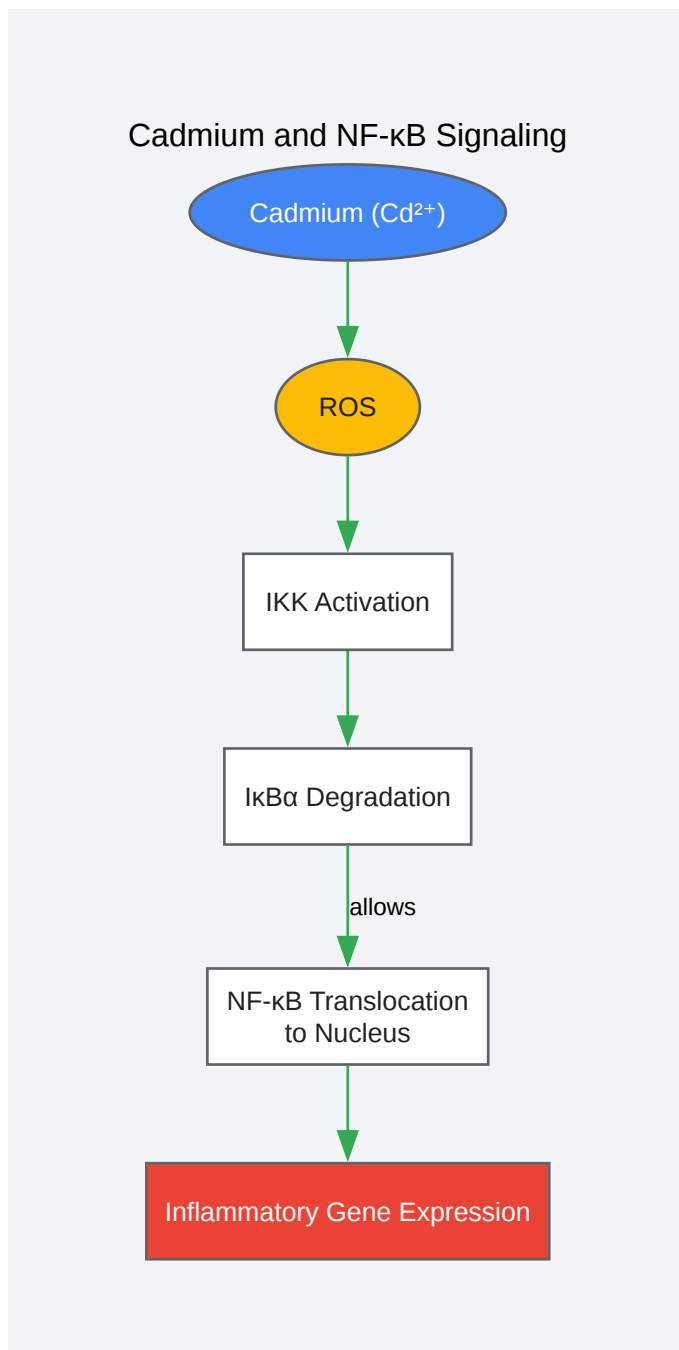 Cadmium and NF-κB Signaling
Cadmium (Cd²⁺)
ROS
IKK Activation
IκBα Degradation
allows
NF-κB Translocation
to Nucleus
Inflammatory Gene Expression